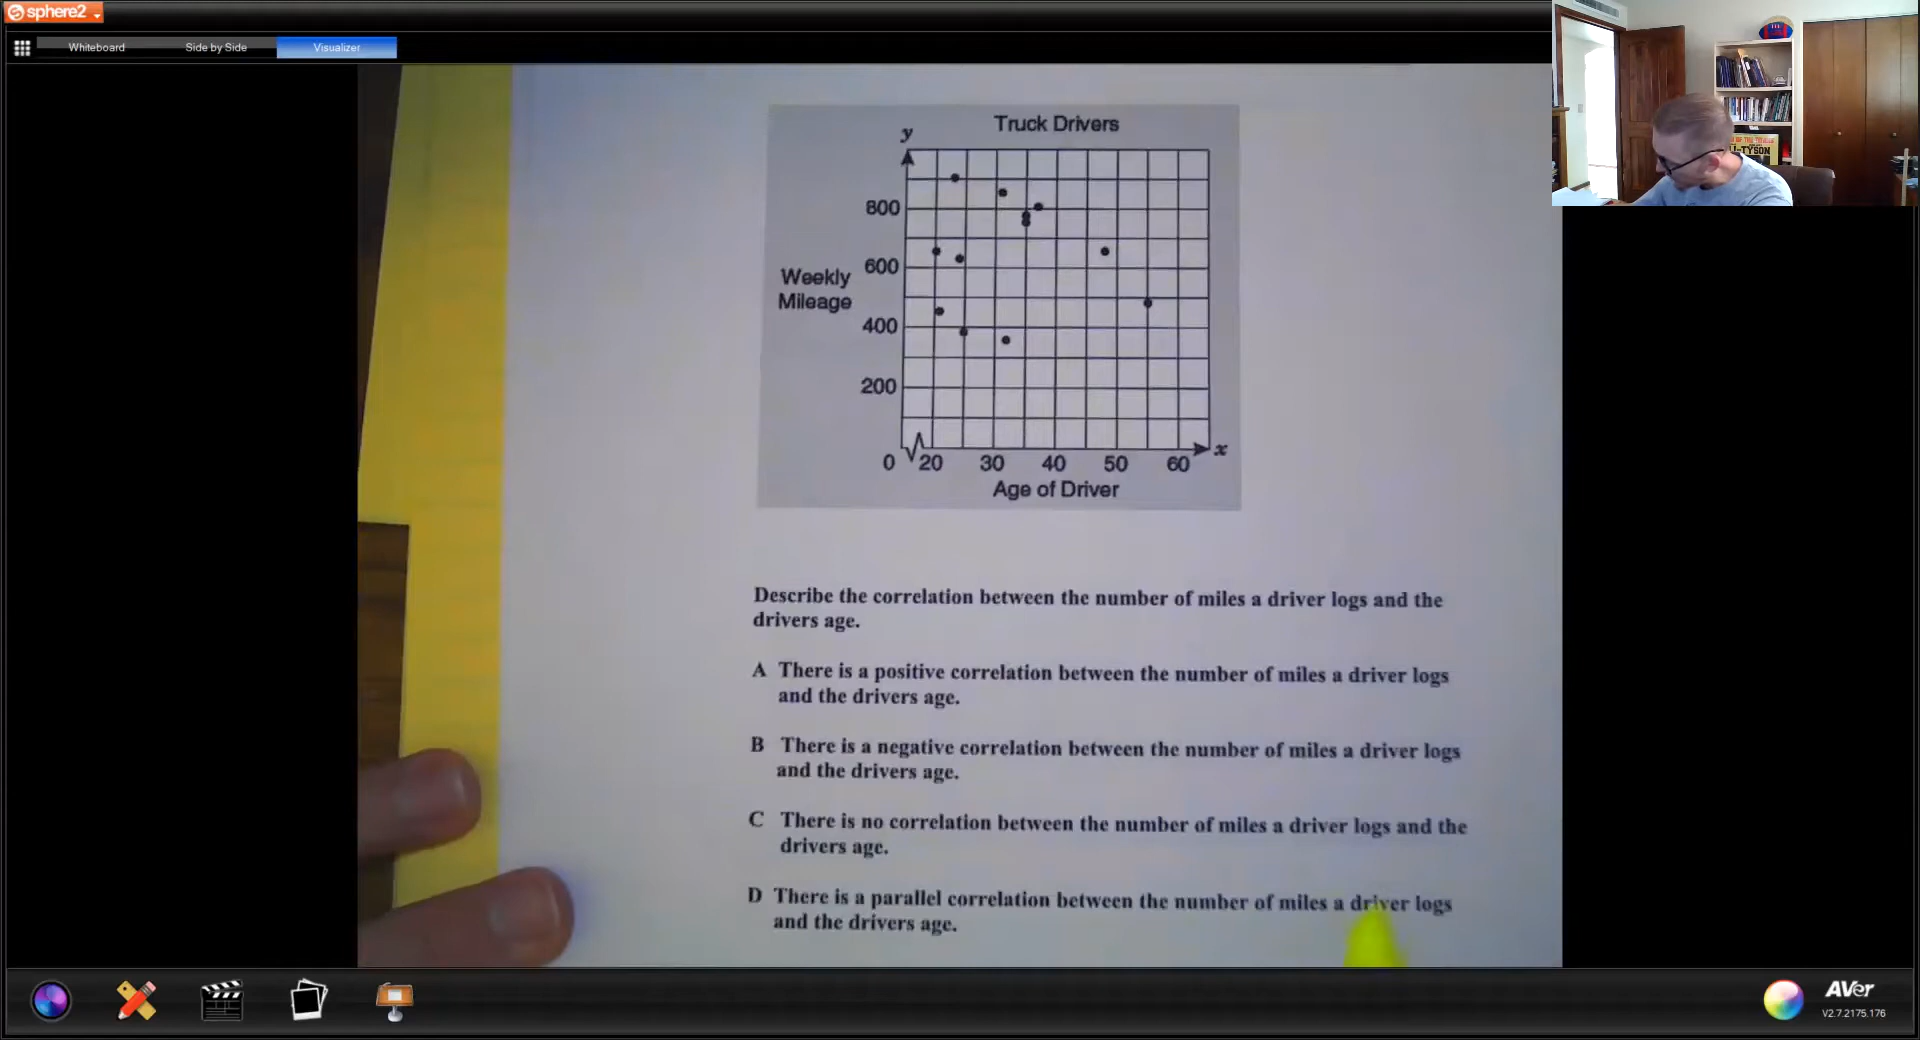 sphere2
Whiteboard
Side by Side
Visualizer
LI-TYSON
Truck Drivers
y
800
600
400
200
Weekly
Mileage
0
20
30
40
50
60
x
Age of Driver
Describe the correlation between the number of miles a driver logs and the
drivers age.
A There is a positive correlation between the number of miles a driver logs
and the drivers age.
B There is a negative correlation between the number of miles a driver logs
and the drivers age.
C There is no correlation between the number of miles a driver logs and the
drivers age.
D There is a parallel correlation between the number of miles a driver logs
and the drivers age.
AVer
V2.7.2175.176